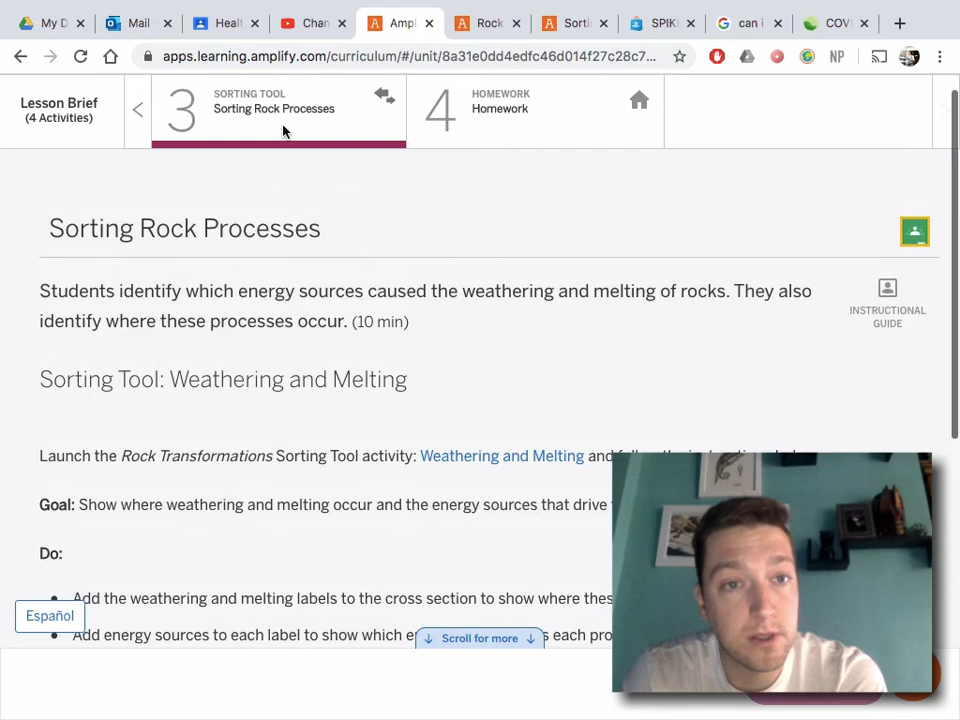 My D
Mail
Healt
Chan
Ampl
Rock
Sorti
SPIK
can i
COVI
apps.learning.amplify.com/curriculum/#/unit/8a31e0dd4edfc46d014f27c28c7...
NP
Lesson Brief
(4 Activities)
3
SORTING TOOL
Sorting Rock Processes
4
HOMEWORK
Homework
Sorting Rock Processes
Students identify which energy sources caused the weathering and melting of rocks. They also
identify where these processes occur. (10 min)
INSTRUCTIONAL
GUIDE
Sorting Tool: Weathering and Melting
Launch the Rock Transformations Sorting Tool activity: Weathering and Melting and
Goal: Show where weathering and melting occur and the energy sources that drive
Do:
Add the weathering and melting labels to the cross section to show where
Español
Add energy sources to each label to show which
Scroll for more
each